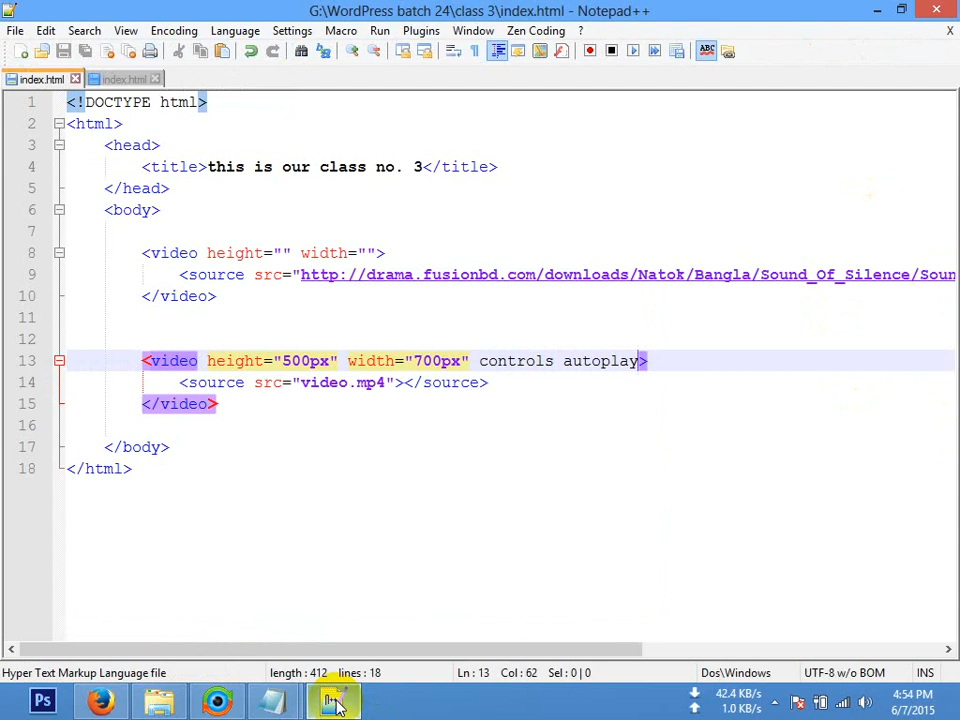 G:\WordPress batch 24\class 3\index.html - Notepad++
File Edit Search View Encoding Language Settings Macro Run Plugins Window Zen Coding ? X
index.html index.html
1 <!DOCTYPE html>
2 <html>
3 <head>
4 <title>this is our class no. 3</title>
5 </head>
6 <body>
7
8 <video height="" width="">
9 <source src="http://drama.fusionbd.com/downloads/Natok/Bangla/Sound_Of_Silence/Soun
10 </video>
11
12
13 <video height="500px" width="700px" controls autoplay>
14 <source src="video.mp4"></source>
15 </video>
16
17 </body>
18 </html>
Hyper Text Markup Language file length : 412 lines : 18 Ln : 13 Col : 62 Sel : 0 | 0 Dos\Windows UTF-8 w/o BOM INS
Ps 42.4 KB/s 4:54 PM
1.0 KB/s 6/7/2015